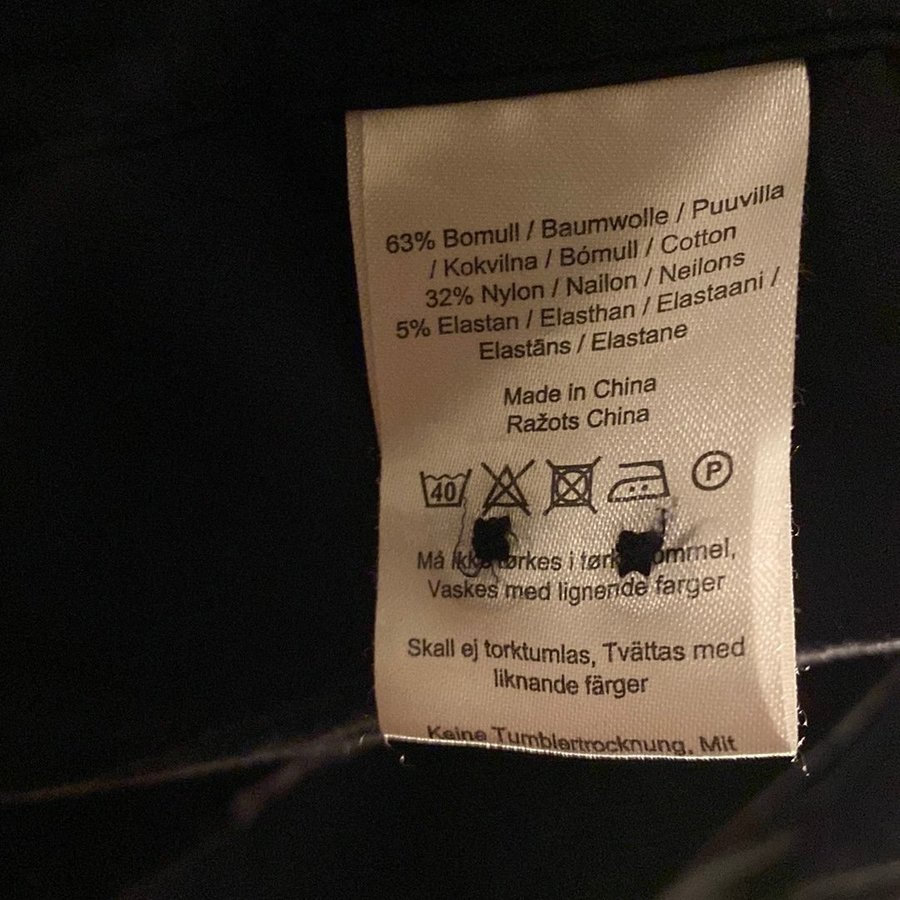 63% Bomull / Baumwolle / Puuvilla
/ Kokvilna / Bómull / Cotton
32% Nylon / Nailon / Neilons
5% Elastan / Elasthan / Elastaani /
Elastāns / Elastane
Made in China
Ražots China
40 P
Må i tør
Vaskes med lignende farger
Skall ej torktumlas, Tvättas med
liknande färger
Keine Tumblertrocknung, Mit